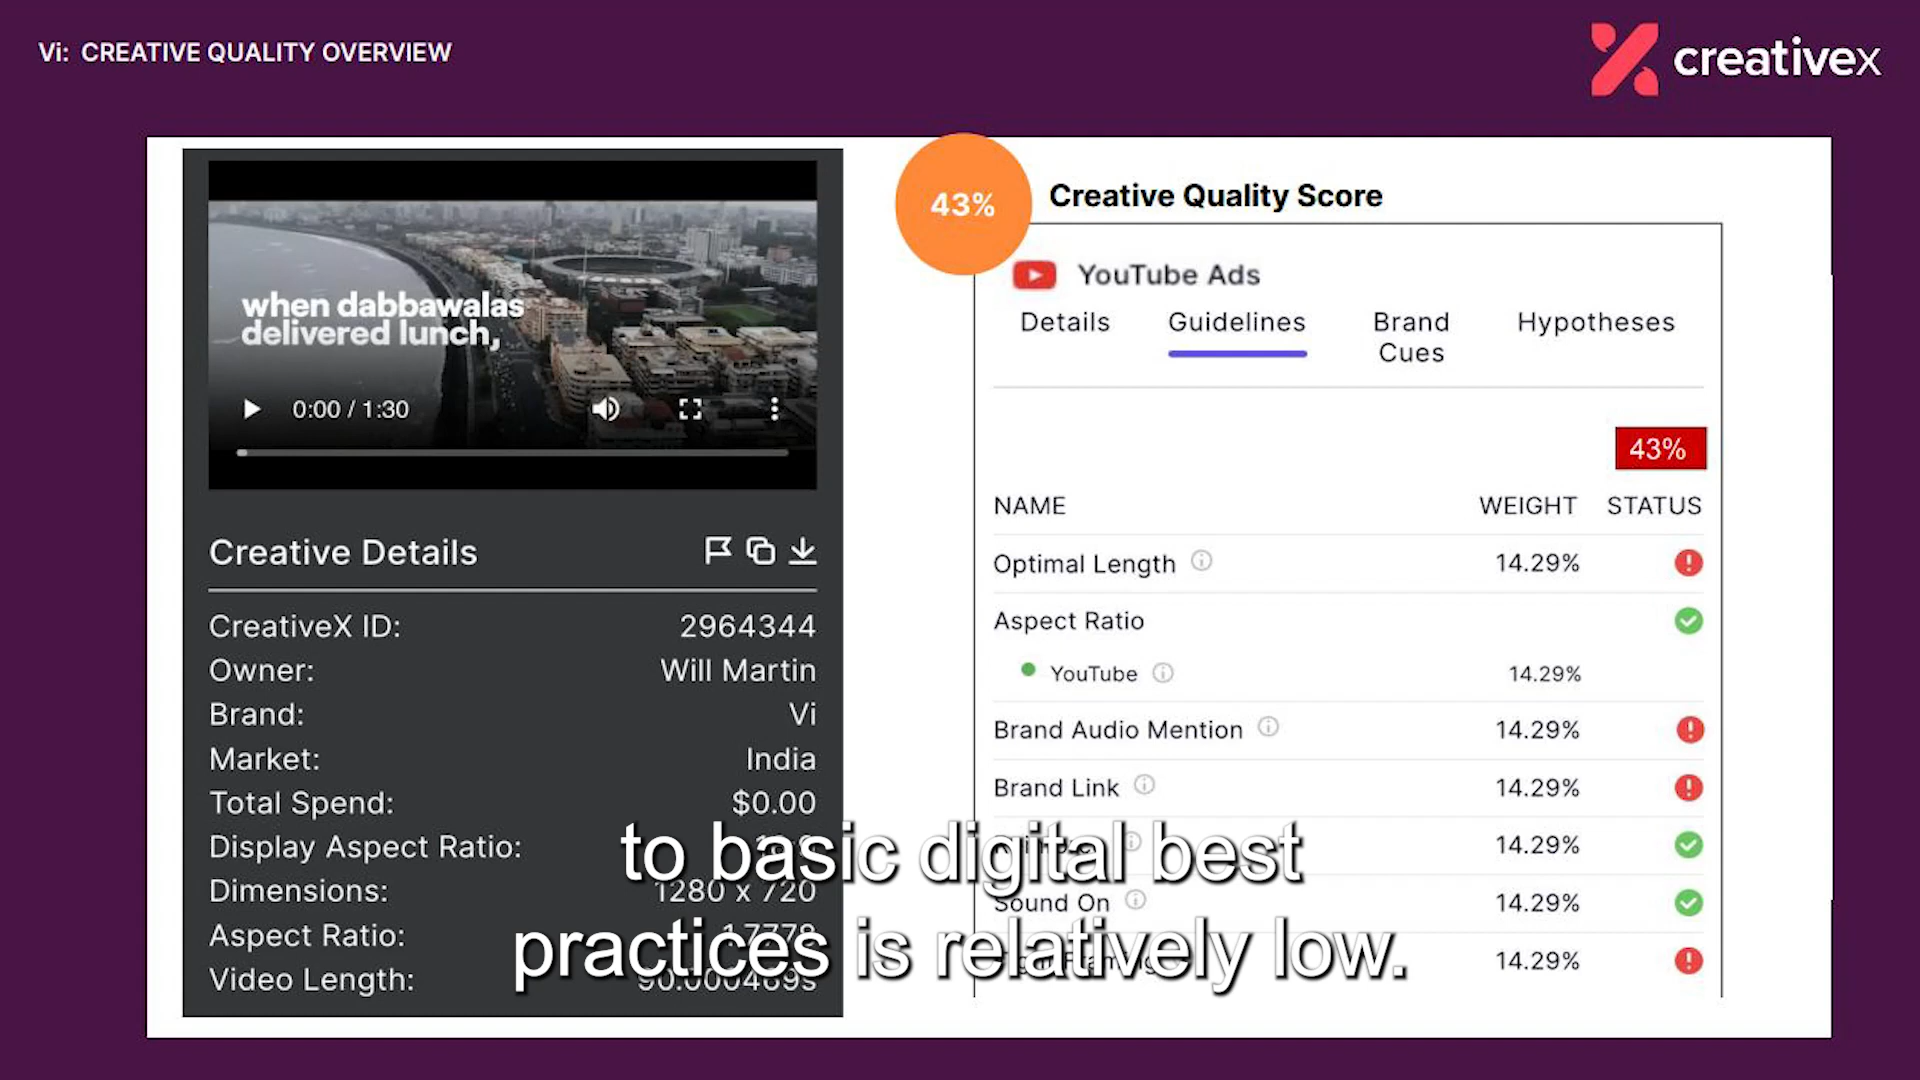 Vi: CREATIVE QUALITY OVERVIEW
creativex
when dabbawalas
delivered lunch,
0:00 / 1:30
Creative Details
CreativeX ID: 2964344
Owner: Will Martin
Brand: Vi
Market: India
Total Spend: $0.00
Display Aspect Ratio:
Dimensions: 1280 x 720
Aspect Ratio: 1.7778
Video Length: 90.000469s
43%
Creative Quality Score
YouTube Ads
Details Guidelines Brand Cues Hypotheses
43%
NAME WEIGHT STATUS
Optimal Length 14.29%
Aspect Ratio
YouTube 14.29%
Brand Audio Mention 14.29%
Brand Link 14.29%
14.29%
Sound On 14.29%
14.29%
to basic digital best
practices is relatively low.